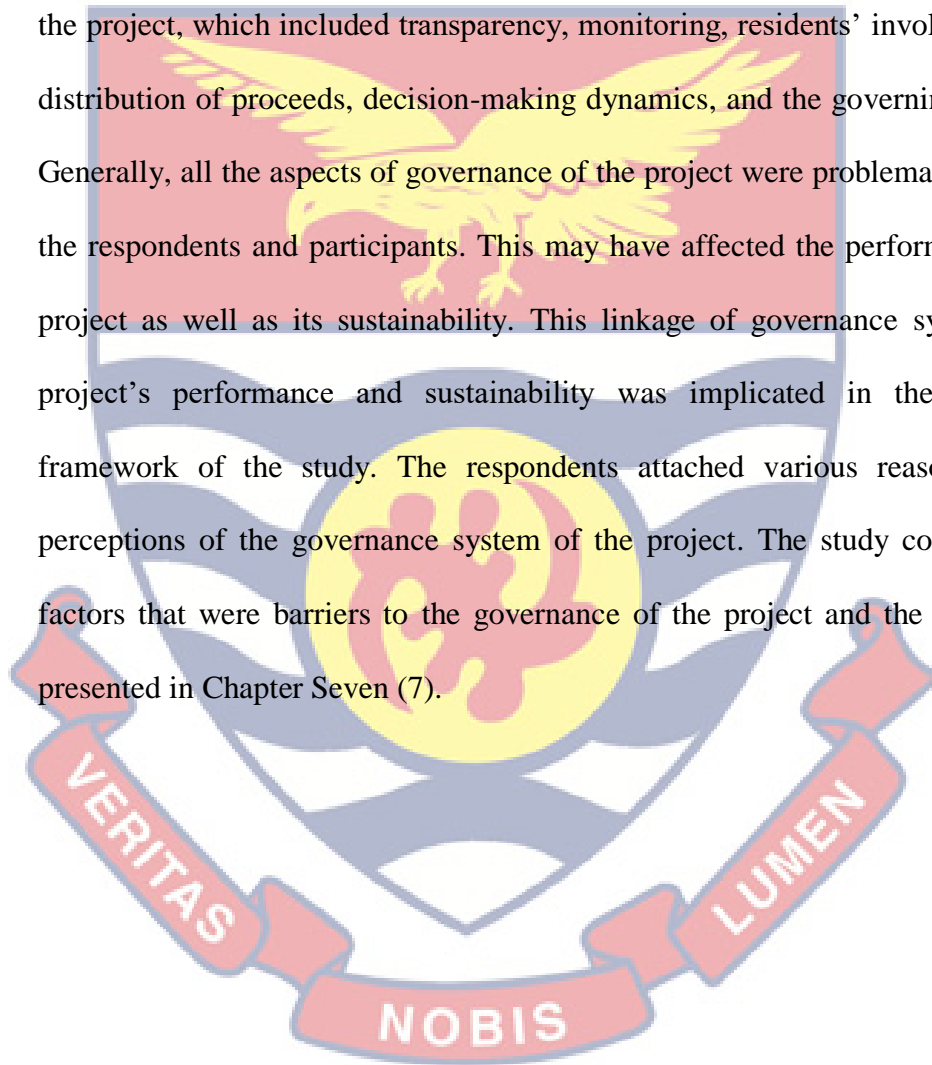 the project, which included transparency, monitoring, residents’ invol
distribution of proceeds, decision-making dynamics, and the governin
Generally, all the aspects of governance of the project were problema
the respondents and participants. This may have affected the perform
project as well as its sustainability. This linkage of governance sy
project’s performance and sustainability was implicated in the
framework of the study. The respondents attached various reaso
perceptions of the governance system of the project. The study co
factors that were barriers to the governance of the project and the
presented in Chapter Seven (7).
VERITAS
NOBIS
LUMEN